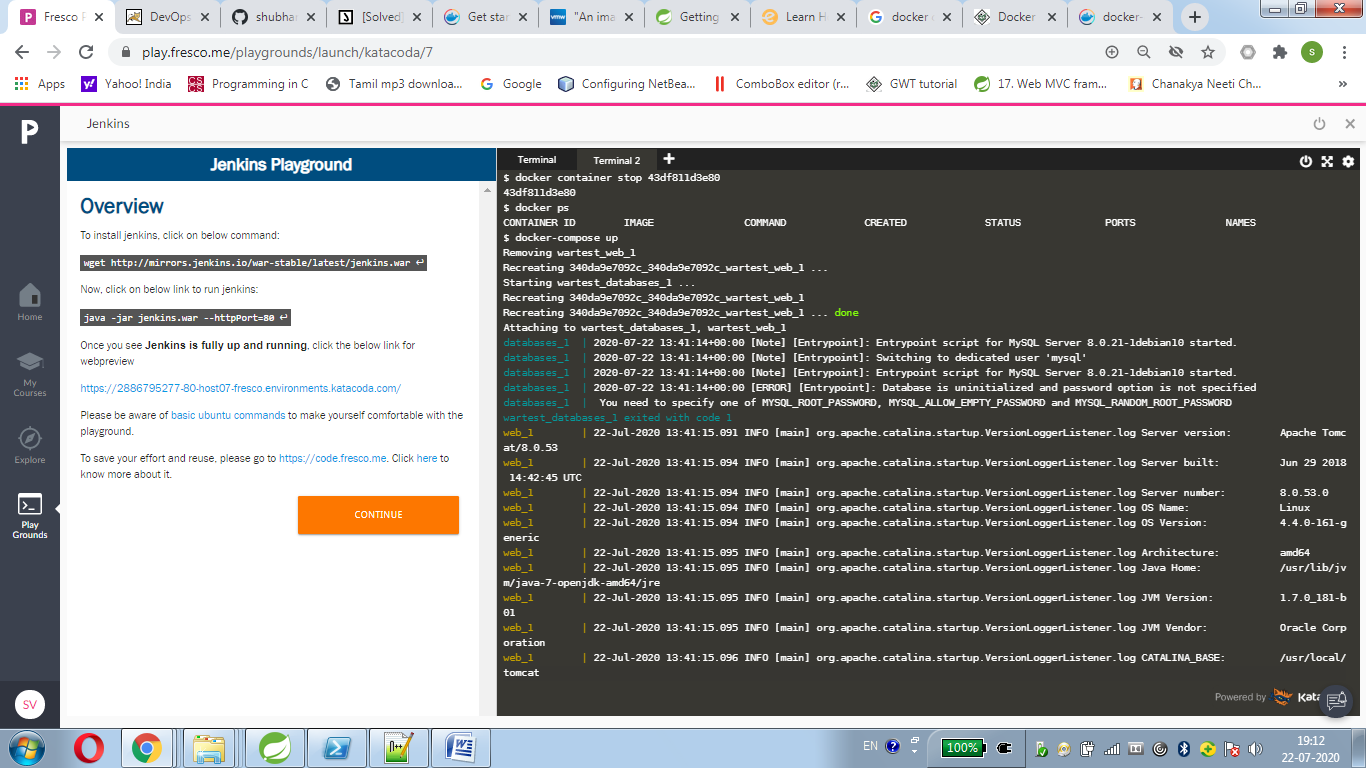 Fresco P
DevOps
shubhar
[Solved]
Get star
"An ima
Getting
Learn H
docker
Docker
docker-
play.fresco.me/playgrounds/launch/katacoda/7
S
Apps Yahoo! India Programming in C Tamil mp3 downloa... Google Configuring NetBea... ComboBox editor (r... GWT tutorial 17. Web MVC fram... Chanakya Neeti Ch... »
Jenkins
Home
My Courses
Explore
Play Grounds
SV
Jenkins Playground
Overview
To install jenkins, click on below command:
wget http://mirrors.jenkins.io/war-stable/latest/jenkins.war ↩
Now, click on below link to run jenkins:
java -jar jenkins.war --httpPort=80 ↩
Once you see Jenkins is fully up and running, click the below link for
webpreview
https://2886795277-80-host07-fresco.environments.katacoda.com/
Please be aware of basic ubuntu commands to make yourself comfortable with the
playground.
To save your effort and reuse, please go to https://code.fresco.me. Click here to
know more about it.
CONTINUE
Terminal Terminal 2 +
$ docker container stop 43df811d3e80
43df811d3e80
$ docker ps
CONTAINER ID IMAGE COMMAND CREATED STATUS PORTS NAMES
$ docker-compose up
Removing wartest_web_1
Recreating 340da9e7092c_340da9e7092c_wartest_web_1 ...
Starting wartest_databases_1 ...
Recreating 340da9e7092c_340da9e7092c_wartest_web_1
Recreating 340da9e7092c_340da9e7092c_wartest_web_1 ... done
Attaching to wartest_databases_1, wartest_web_1
databases_1 | 2020-07-22 13:41:14+00:00 [Note] [Entrypoint]: Entrypoint script for MySQL Server 8.0.21-1debian10 started.
databases_1 | 2020-07-22 13:41:14+00:00 [Note] [Entrypoint]: Switching to dedicated user 'mysql'
databases_1 | 2020-07-22 13:41:14+00:00 [Note] [Entrypoint]: Entrypoint script for MySQL Server 8.0.21-1debian10 started.
databases_1 | 2020-07-22 13:41:14+00:00 [ERROR] [Entrypoint]: Database is uninitialized and password option is not specified
databases_1 | You need to specify one of MYSQL_ROOT_PASSWORD, MYSQL_ALLOW_EMPTY_PASSWORD and MYSQL_RANDOM_ROOT_PASSWORD
wartest_databases_1 exited with code 1
web_1 | 22-Jul-2020 13:41:15.091 INFO [main] org.apache.catalina.startup.VersionLoggerListener.log Server version: Apache Tomc
at/8.0.53
web_1 | 22-Jul-2020 13:41:15.094 INFO [main] org.apache.catalina.startup.VersionLoggerListener.log Server built: Jun 29 2018
14:42:45 UTC
web_1 | 22-Jul-2020 13:41:15.094 INFO [main] org.apache.catalina.startup.VersionLoggerListener.log Server number: 8.0.53.0
web_1 | 22-Jul-2020 13:41:15.094 INFO [main] org.apache.catalina.startup.VersionLoggerListener.log OS Name: Linux
web_1 | 22-Jul-2020 13:41:15.094 INFO [main] org.apache.catalina.startup.VersionLoggerListener.log OS Version: 4.4.0-161-g
eneric
web_1 | 22-Jul-2020 13:41:15.095 INFO [main] org.apache.catalina.startup.VersionLoggerListener.log Architecture: amd64
web_1 | 22-Jul-2020 13:41:15.095 INFO [main] org.apache.catalina.startup.VersionLoggerListener.log Java Home: /usr/lib/jv
m/java-7-openjdk-amd64/jre
web_1 | 22-Jul-2020 13:41:15.095 INFO [main] org.apache.catalina.startup.VersionLoggerListener.log JVM Version: 1.7.0_181-b
01
web_1 | 22-Jul-2020 13:41:15.095 INFO [main] org.apache.catalina.startup.VersionLoggerListener.log JVM Vendor: Oracle Corp
oration
web_1 | 22-Jul-2020 13:41:15.096 INFO [main] org.apache.catalina.startup.VersionLoggerListener.log CATALINA_BASE: /usr/local/
tomcat
Powered by Kata
EN 100% 19:12
22-07-2020